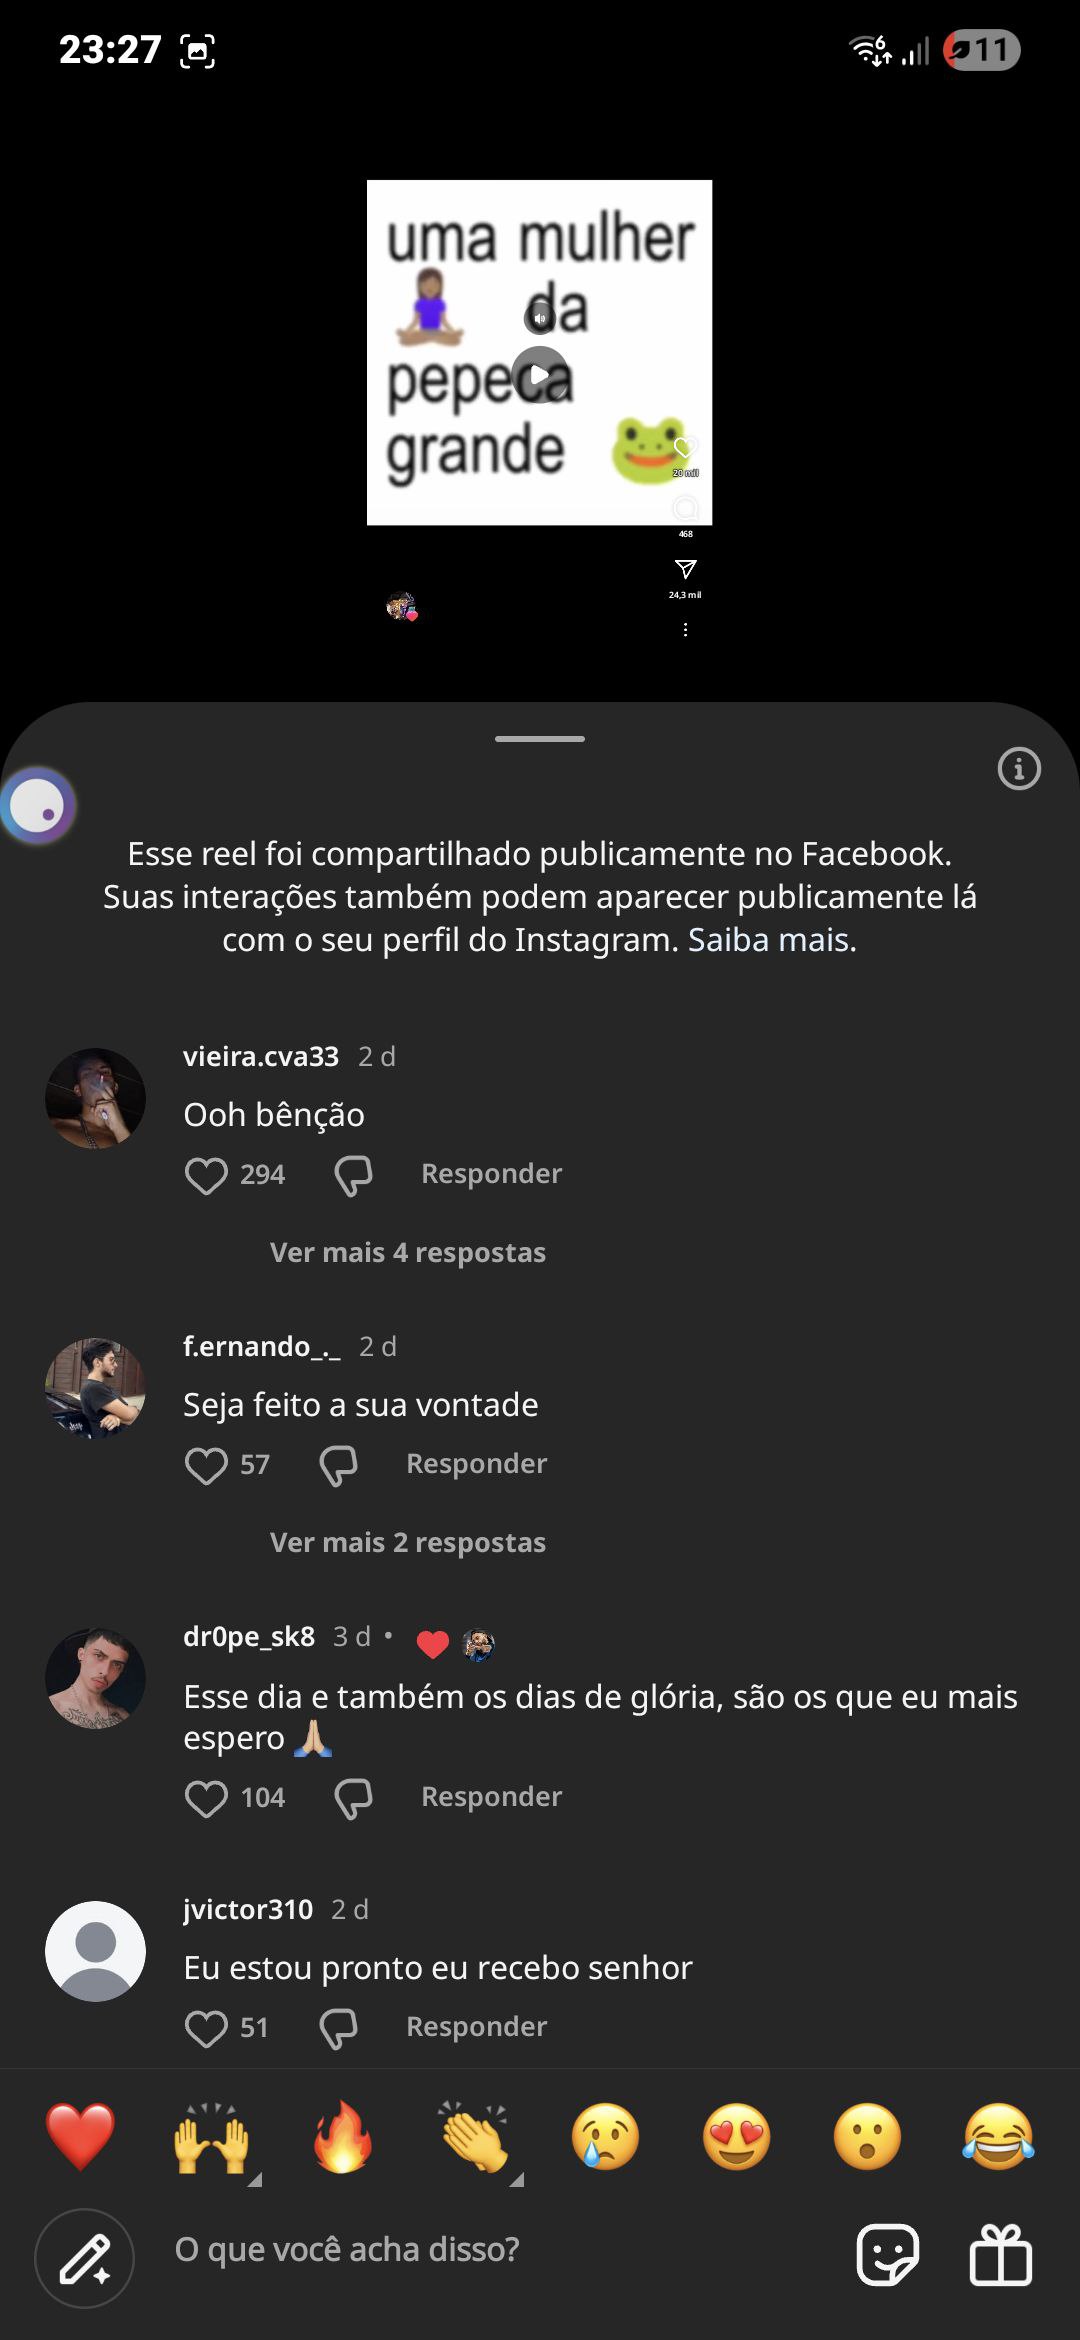 23:27
6
11
uma mulher
da
pepeca
grande
20 mil
468
24,3 mil
Esse reel foi compartilhado publicamente no Facebook.
Suas interações também podem aparecer publicamente lá
com o seu perfil do Instagram. Saiba mais.
vieira.cva33 2 d
Ooh bênção
294 Responder
Ver mais 4 respostas
f.ernando_._ 2 d
Seja feito a sua vontade
57 Responder
Ver mais 2 respostas
dr0pe_sk8 3 d •
Esse dia e também os dias de glória, são os que eu mais
espero 🙏🏼
104 Responder
jvictor310 2 d
Eu estou pronto eu recebo senhor
51 Responder
O que você acha disso?